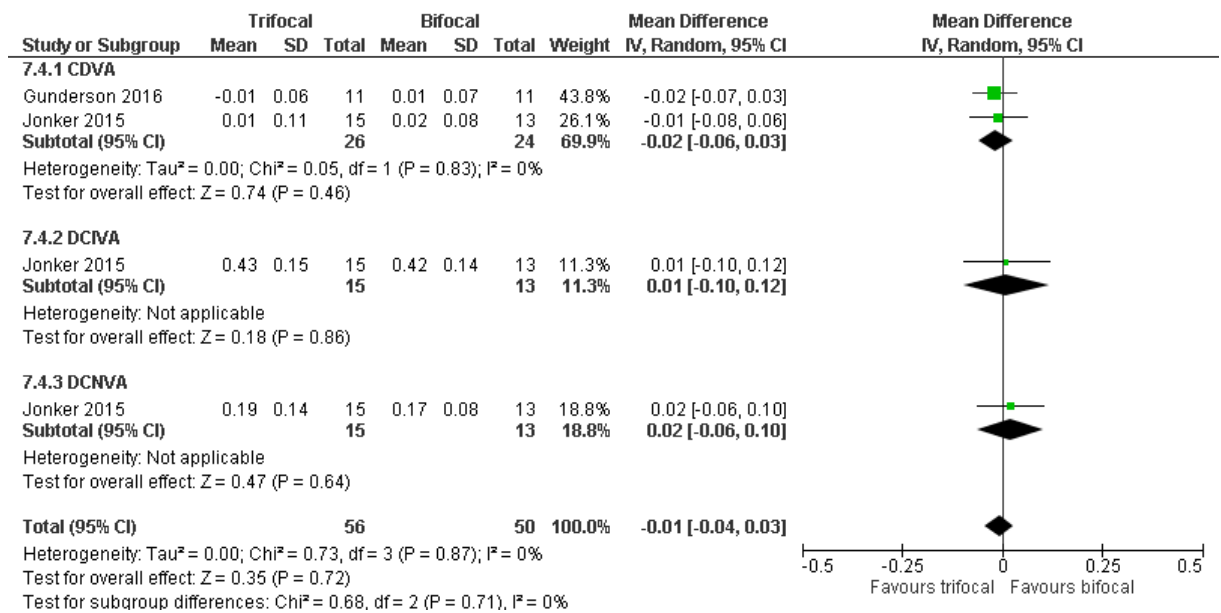 Trifocal Bifocal Mean Difference Mean Difference
Study or Subgroup Mean SD Total Mean SD Total Weight IV, Random, 95% CI IV, Random, 95% CI
7.4.1 CDVA
Gunderson 2016 -0.01 0.06 11 0.01 0.07 11 43.8% -0.02 [-0.07, 0.03]
Jonker 2015 0.01 0.11 15 0.02 0.08 13 26.1% -0.01 [-0.08, 0.06]
Subtotal (95% CI) 26 24 69.9% -0.02 [-0.06, 0.03]
Heterogeneity: Tau² = 0.00; Chi² = 0.05, df = 1 (P = 0.83); I² = 0%
Test for overall effect: Z = 0.74 (P = 0.46)
7.4.2 DCIVA
Jonker 2015 0.43 0.15 15 0.42 0.14 13 11.3% 0.01 [-0.10, 0.12]
Subtotal (95% CI) 15 13 11.3% 0.01 [-0.10, 0.12]
Heterogeneity: Not applicable
Test for overall effect: Z = 0.18 (P = 0.86)
7.4.3 DCNVA
Jonker 2015 0.19 0.14 15 0.17 0.08 13 18.8% 0.02 [-0.06, 0.10]
Subtotal (95% CI) 15 13 18.8% 0.02 [-0.06, 0.10]
Heterogeneity: Not applicable
Test for overall effect: Z = 0.47 (P = 0.64)
Total (95% CI) 56 50 100.0% -0.01 [-0.04, 0.03]
Heterogeneity: Tau² = 0.00; Chi² = 0.73, df = 3 (P = 0.87); I² = 0%
Test for overall effect: Z = 0.35 (P = 0.72)
Test for subgroup differences: Chi² = 0.68, df = 2 (P = 0.71), I² = 0%
-0.5 -0.25 0 0.25 0.5
Favours trifocal Favours bifocal